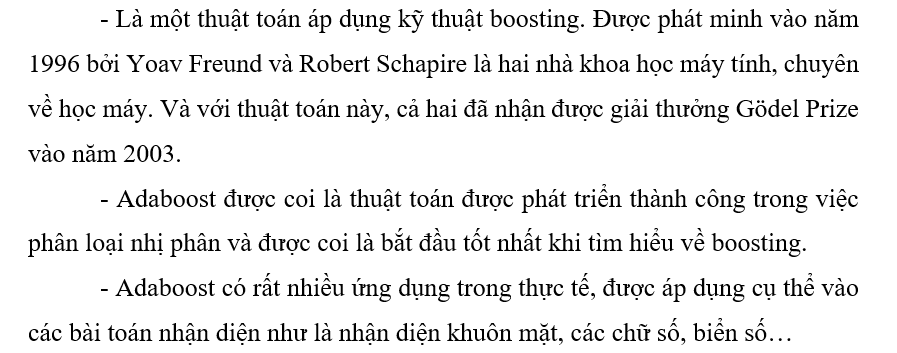 - Là một thuật toán áp dụng kỹ thuật boosting. Được phát minh vào năm
1996 bởi Yoav Freund và Robert Schapire là hai nhà khoa học máy tính, chuyên
về học máy. Và với thuật toán này, cả hai đã nhận được giải thưởng Gödel Prize
vào năm 2003.
- Adaboost được coi là thuật toán được phát triển thành công trong việc
phân loại nhị phân và được coi là bắt đầu tốt nhất khi tìm hiểu về boosting.
- Adaboost có rất nhiều ứng dụng trong thực tế, được áp dụng cụ thể vào
các bài toán nhận diện như là nhận diện khuôn mặt, các chữ số, biển số…